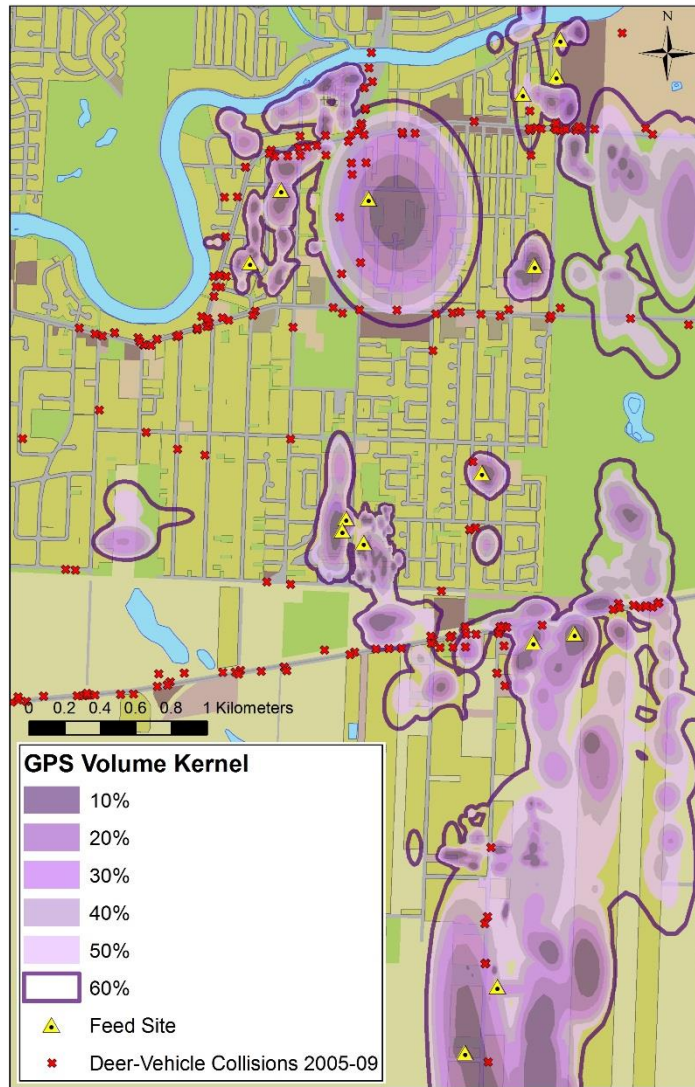 N
0 0.2 0.4 0.6 0.8 1 Kilometers
GPS Volume Kernel
10%
20%
30%
40%
50%
60%
Feed Site
Deer-Vehicle Collisions 2005-09